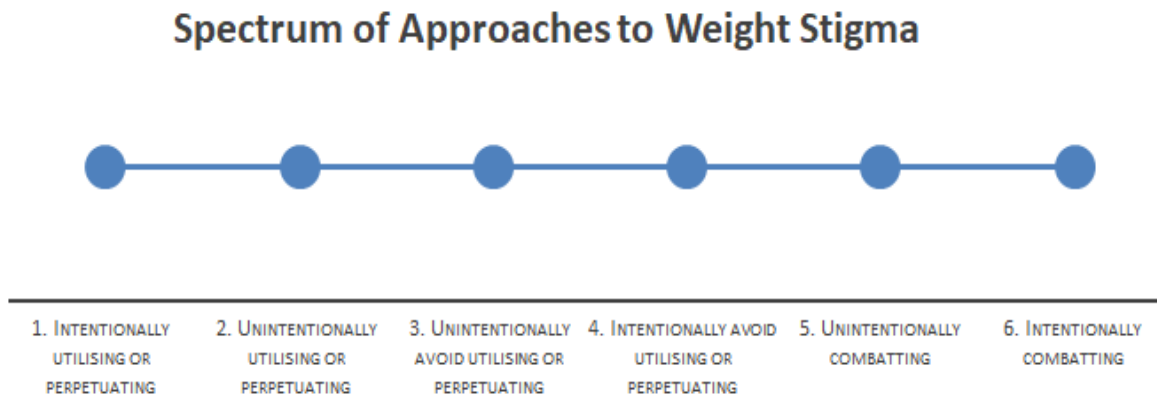 Spectrum of Approaches to Weight Stigma
1. Intentionally
utilising or
perpetuating
2. Unintentionally
utilising or
perpetuating
3. Unintentionally
avoid utilising or
perpetuating
4. Intentionally avoid
utilising or
perpetuating
5. Unintentionally
combatting
6. Intentionally
combatting